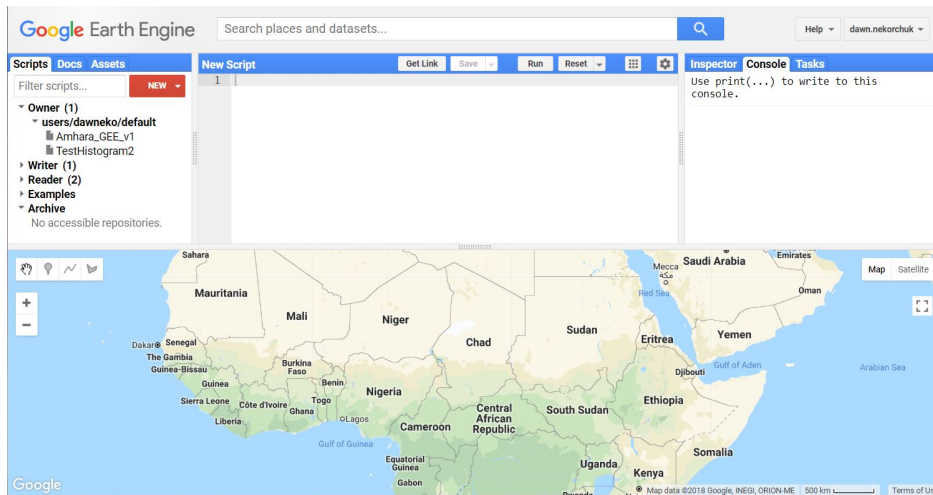 Google Earth Engine
Search places and datasets...
Help
dawn.nekorchuk
Scripts Docs Assets
Filter scripts...
NEW
Owner (1)
users/dawneko/default
Amhara_GEE_v1
TestHistogram2
Writer (1)
Reader (2)
Examples
Archive
No accessible repositories.
New Script
Get Link Save Run Reset
1
Inspector Console Tasks
Use print(...) to write to this
console.
Map Satellite
Sahara
Mecca
مكة
Saudi Arabia
Emirates
Oman
Red Sea
Mauritania
Mali
Niger
Chad
Sudan
Eritrea
Yemen
Dakar
Senegal
The Gambia
Guinea-Bissau
Burkina
Faso
Djibouti
Gulf of Aden
Arabian Sea
Guinea
Benin
Nigeria
Sierra Leone
Côte d'Ivoire
Togo
Ghana
Ethiopia
Liberia
Lagos
Cameroon
Central
African
Republic
South Sudan
Gulf of Guinea
Equatorial
Guinea
Gabon
Uganda
Kenya
Somalia
Google
Map data ©2018 Google, INEGI, ORION-ME
500 km
Terms of Us